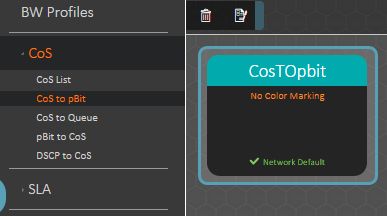 BW Profiles
CoS
CoS List
CoS to pBit
CoS to Queue
pBit to CoS
DSCP to CoS
SLA
CosTOpbit
No Color Marking
Network Default